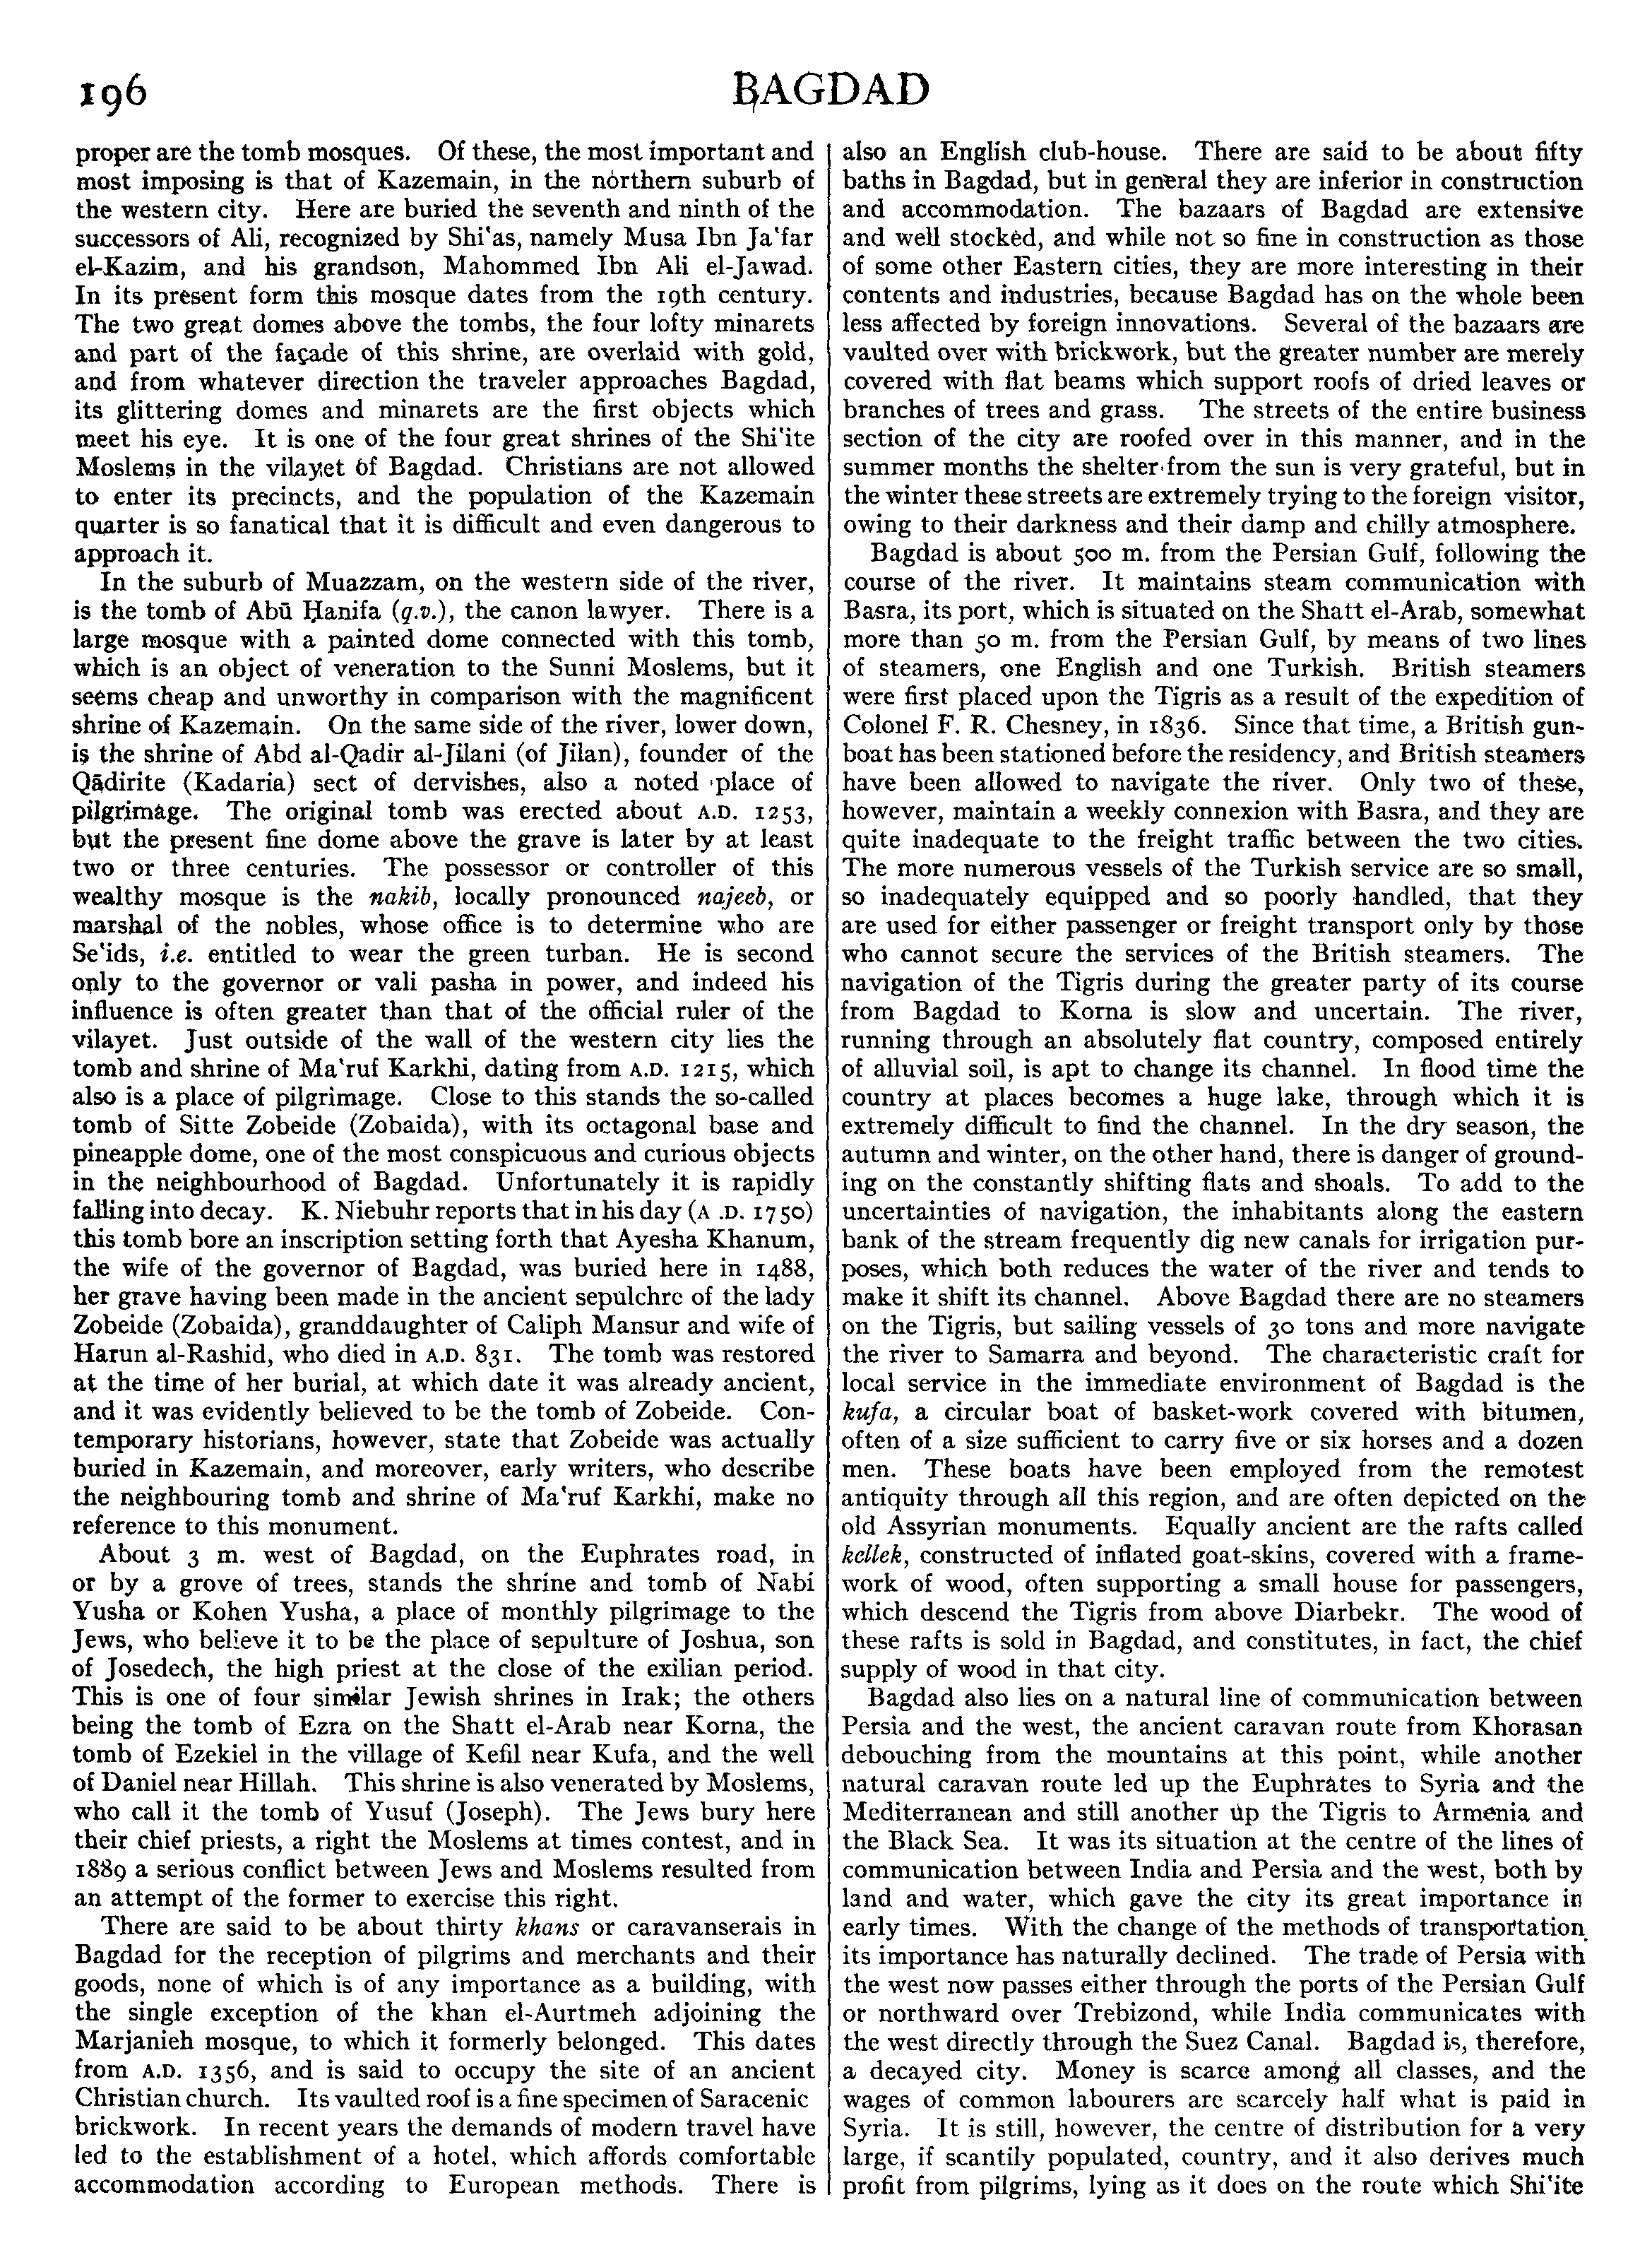 196
BAGDAD
proper are the tomb mosques. Of these, the most important and
most imposing is that of Kazemain, in the northern suburb of
the western city. Here are buried the seventh and ninth of the
successors of Ali, recognized by Shi‘as, namely Musa Ibn Ja‘far
el-Kazim, and his grandson, Mahommed Ibn Ali el-Jawad.
In its present form this mosque dates from the 19th century.
The two great domes above the tombs, the four lofty minarets
and part of the façade of this shrine, are overlaid with gold,
and from whatever direction the traveler approaches Bagdad,
its glittering domes and minarets are the first objects which
meet his eye. It is one of the four great shrines of the Shi‘ite
Moslems in the vilayet of Bagdad. Christians are not allowed
to enter its precincts, and the population of the Kazemain
quarter is so fanatical that it is difficult and even dangerous to
approach it.
In the suburb of Muazzam, on the western side of the river,
is the tomb of Abū Ḥanifa (q.v.), the canon lawyer. There is a
large mosque with a painted dome connected with this tomb,
which is an object of veneration to the Sunni Moslems, but it
seems cheap and unworthy in comparison with the magnificent
shrine of Kazemain. On the same side of the river, lower down,
is the shrine of Abd al-Qadir al-Jilani (of Jilan), founder of the
Qādirite (Kadaria) sect of dervishes, also a noted place of
pilgrimage. The original tomb was erected about A.D. 1253,
but the present fine dome above the grave is later by at least
two or three centuries. The possessor or controller of this
wealthy mosque is the nakib, locally pronounced najeeb, or
marshal of the nobles, whose office is to determine who are
Se‘ids, i.e. entitled to wear the green turban. He is second
only to the governor or vali pasha in power, and indeed his
influence is often greater than that of the official ruler of the
vilayet. Just outside of the wall of the western city lies the
tomb and shrine of Ma‘ruf Karkhi, dating from A.D. 1215, which
also is a place of pilgrimage. Close to this stands the so-called
tomb of Sitte Zobeide (Zobaida), with its octagonal base and
pineapple dome, one of the most conspicuous and curious objects
in the neighbourhood of Bagdad. Unfortunately it is rapidly
falling into decay. K. Niebuhr reports that in his day (A .D. 1750)
this tomb bore an inscription setting forth that Ayesha Khanum,
the wife of the governor of Bagdad, was buried here in 1488,
her grave having been made in the ancient sepulchre of the lady
Zobeide (Zobaida), granddaughter of Caliph Mansur and wife of
Harun al-Rashid, who died in A.D. 831. The tomb was restored
at the time of her burial, at which date it was already ancient,
and it was evidently believed to be the tomb of Zobeide. Con-
temporary historians, however, state that Zobeide was actually
buried in Kazemain, and moreover, early writers, who describe
the neighbouring tomb and shrine of Ma‘ruf Karkhi, make no
reference to this monument.
About 3 m. west of Bagdad, on the Euphrates road, in
or by a grove of trees, stands the shrine and tomb of Nabi
Yusha or Kohen Yusha, a place of monthly pilgrimage to the
Jews, who believe it to be the place of sepulture of Joshua, son
of Josedech, the high priest at the close of the exilian period.
This is one of four similar Jewish shrines in Irak; the others
being the tomb of Ezra on the Shatt el-Arab near Korna, the
tomb of Ezekiel in the village of Kefil near Kufa, and the well
of Daniel near Hillah. This shrine is also venerated by Moslems,
who call it the tomb of Yusuf (Joseph). The Jews bury here
their chief priests, a right the Moslems at times contest, and in
1889 a serious conflict between Jews and Moslems resulted from
an attempt of the former to exercise this right.
There are said to be about thirty khans or caravanserais in
Bagdad for the reception of pilgrims and merchants and their
goods, none of which is of any importance as a building, with
the single exception of the khan el-Aurtmeh adjoining the
Marjanieh mosque, to which it formerly belonged. This dates
from A.D. 1356, and is said to occupy the site of an ancient
Christian church. Its vaulted roof is a fine specimen of Saracenic
brickwork. In recent years the demands of modern travel have
led to the establishment of a hotel, which affords comfortable
accommodation according to European methods. There is
also an English club-house. There are said to be about fifty
baths in Bagdad, but in general they are inferior in construction
and accommodation. The bazaars of Bagdad are extensive
and well stocked, and while not so fine in construction as those
of some other Eastern cities, they are more interesting in their
contents and industries, because Bagdad has on the whole been
less affected by foreign innovations. Several of the bazaars are
vaulted over with brickwork, but the greater number are merely
covered with flat beams which support roofs of dried leaves or
branches of trees and grass. The streets of the entire business
section of the city are roofed over in this manner, and in the
summer months the shelter from the sun is very grateful, but in
the winter these streets are extremely trying to the foreign visitor,
owing to their darkness and their damp and chilly atmosphere.
Bagdad is about 500 m. from the Persian Gulf, following the
course of the river. It maintains steam communication with
Basra, its port, which is situated on the Shatt el-Arab, somewhat
more than 50 m. from the Persian Gulf, by means of two lines
of steamers, one English and one Turkish. British steamers
were first placed upon the Tigris as a result of the expedition of
Colonel F. R. Chesney, in 1836. Since that time, a British gun-
boat has been stationed before the residency, and British steamers
have been allowed to navigate the river. Only two of these,
however, maintain a weekly connexion with Basra, and they are
quite inadequate to the freight traffic between the two cities.
The more numerous vessels of the Turkish service are so small,
so inadequately equipped and so poorly handled, that they
are used for either passenger or freight transport only by those
who cannot secure the services of the British steamers. The
navigation of the Tigris during the greater party of its course
from Bagdad to Korna is slow and uncertain. The river,
running through an absolutely flat country, composed entirely
of alluvial soil, is apt to change its channel. In flood time the
country at places becomes a huge lake, through which it is
extremely difficult to find the channel. In the dry season, the
autumn and winter, on the other hand, there is danger of ground-
ing on the constantly shifting flats and shoals. To add to the
uncertainties of navigation, the inhabitants along the eastern
bank of the stream frequently dig new canals for irrigation pur-
poses, which both reduces the water of the river and tends to
make it shift its channel. Above Bagdad there are no steamers
on the Tigris, but sailing vessels of 30 tons and more navigate
the river to Samarra and beyond. The characteristic craft for
local service in the immediate environment of Bagdad is the
kufa, a circular boat of basket-work covered with bitumen,
often of a size sufficient to carry five or six horses and a dozen
men. These boats have been employed from the remotest
antiquity through all this region, and are often depicted on the
old Assyrian monuments. Equally ancient are the rafts called
kellek, constructed of inflated goat-skins, covered with a frame-
work of wood, often supporting a small house for passengers,
which descend the Tigris from above Diarbekr. The wood of
these rafts is sold in Bagdad, and constitutes, in fact, the chief
supply of wood in that city.
Bagdad also lies on a natural line of communication between
Persia and the west, the ancient caravan route from Khorasan
debouching from the mountains at this point, while another
natural caravan route led up the Euphrates to Syria and the
Mediterranean and still another up the Tigris to Armenia and
the Black Sea. It was its situation at the centre of the lines of
communication between India and Persia and the west, both by
land and water, which gave the city its great importance in
early times. With the change of the methods of transportation
its importance has naturally declined. The trade of Persia with
the west now passes either through the ports of the Persian Gulf
or northward over Trebizond, while India communicates with
the west directly through the Suez Canal. Bagdad is, therefore,
a decayed city. Money is scarce among all classes, and the
wages of common labourers are scarcely half what is paid in
Syria. It is still, however, the centre of distribution for a very
large, if scantily populated, country, and it also derives much
profit from pilgrims, lying as it does on the route which Shi‘ite